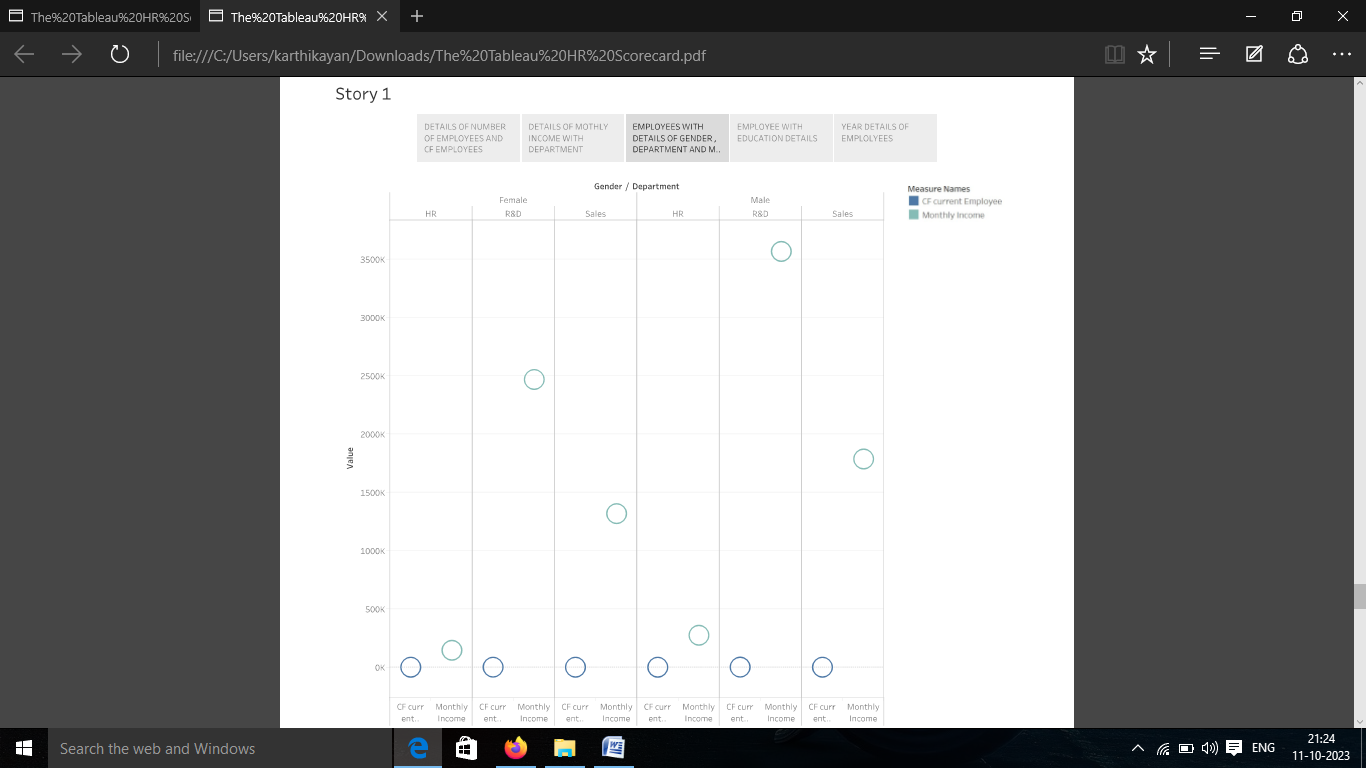 The%20Tableau%20HR%20S
The%20Tableau%20HR%
file:///C:/Users/karthikayan/Downloads/The%20Tableau%20HR%20Scorecard.pdf
Story 1
DETAILS OF NUMBER
OF EMPLOYEES AND
CF EMPLOYEES
DETAILS OF MOTHLY
INCOME WITH
DEPARTMENT
EMPLOYEES WITH
DETAILS OF GENDER ,
DEPARTMENT AND M..
EMPLOYEE WITH
EDUCATION DETAILS
YEAR DETAILS OF
EMPLOLYEES
Gender / Department
Female Male
HR R&D Sales HR R&D Sales
Measure Names
CF current Employee
Monthly Income
3500K
3000K
2500K
2000K
1500K
1000K
500K
0K
Value
CF curr Monthly CF curr Monthly CF curr Monthly CF curr Monthly CF curr Monthly CF curr Monthly
ent.. Income ent.. Income ent.. Income ent.. Income ent.. Income ent.. Income
Search the web and Windows
ENG
21:24
11-10-2023